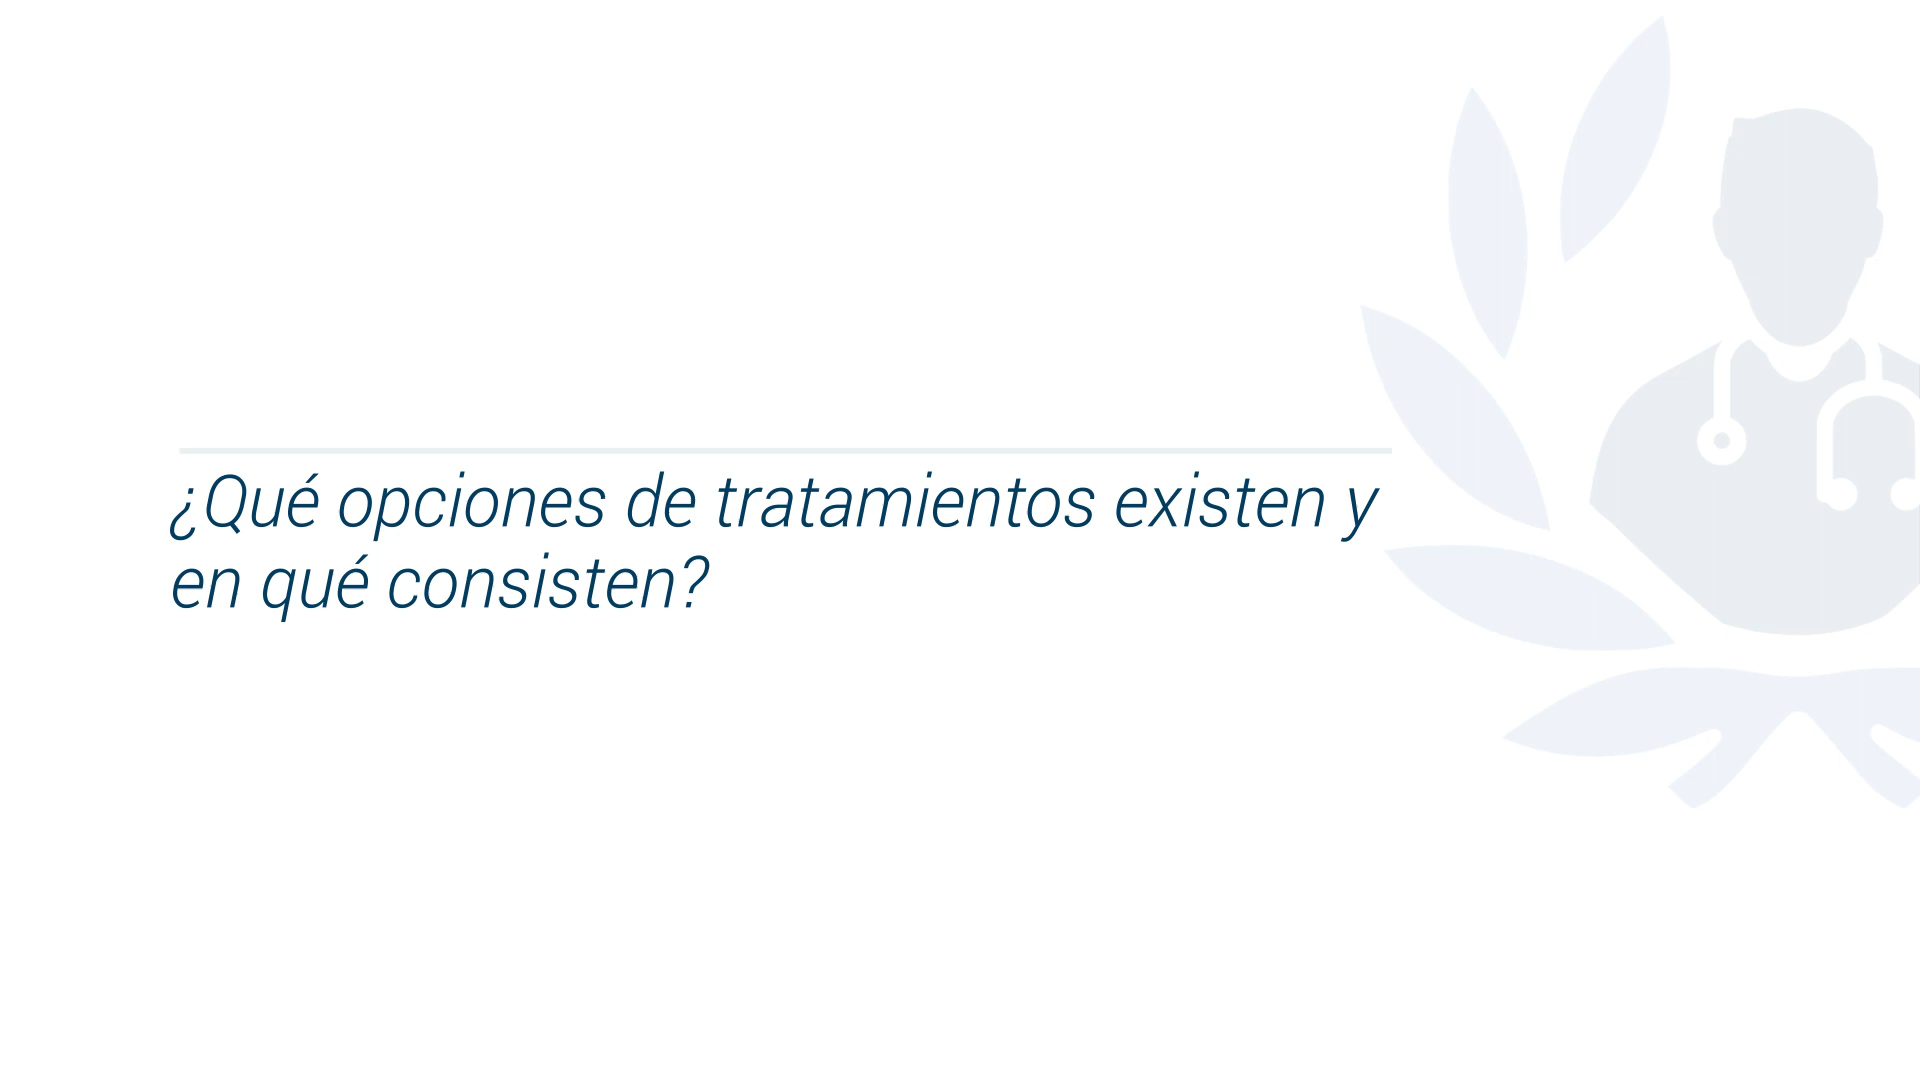 ¿Qué opciones de tratamientos existen y
en qué consisten?